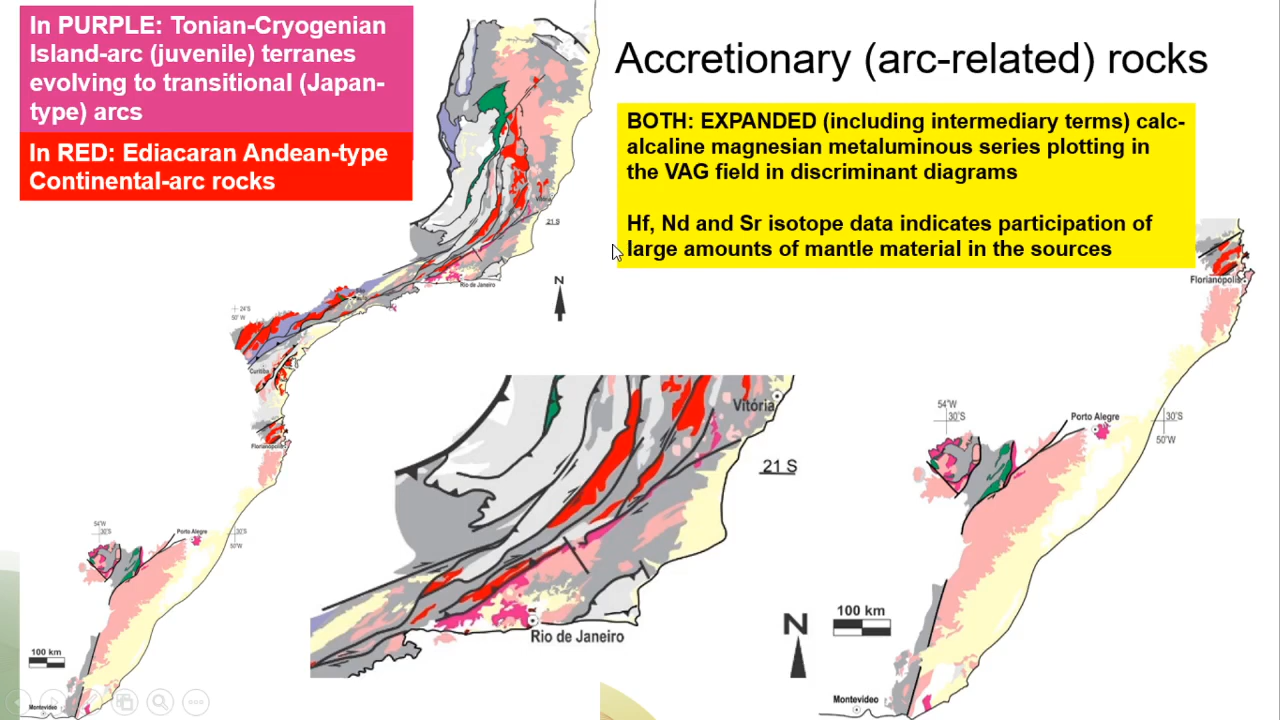 In PURPLE: Tonian-Cryogenian
Island-arc (juvenile) terranes
evolving to transitional (Japan-
type) arcs
In RED: Ediacaran Andean-type
Continental-arc rocks
Accretionary (arc-related) rocks
BOTH: EXPANDED (including intermediary terms) calc-
alcaline magnesian metaluminous series plotting in
the VAG field in discriminant diagrams
Hf, Nd and Sr isotope data indicates participation of
large amounts of mantle material in the sources
Vitória
21 S
Rio de Janeiro
N
24°S
50° W
Curitiba
Florianópolis
54°W
30°S
Porto Alegre
30°S
50°W
100 km
Montevideo
Vitória
21 S
Rio de Janeiro
Florianópolis
54°W
30°S
Porto Alegre
30°S
50°W
N
100 km
Montevideo